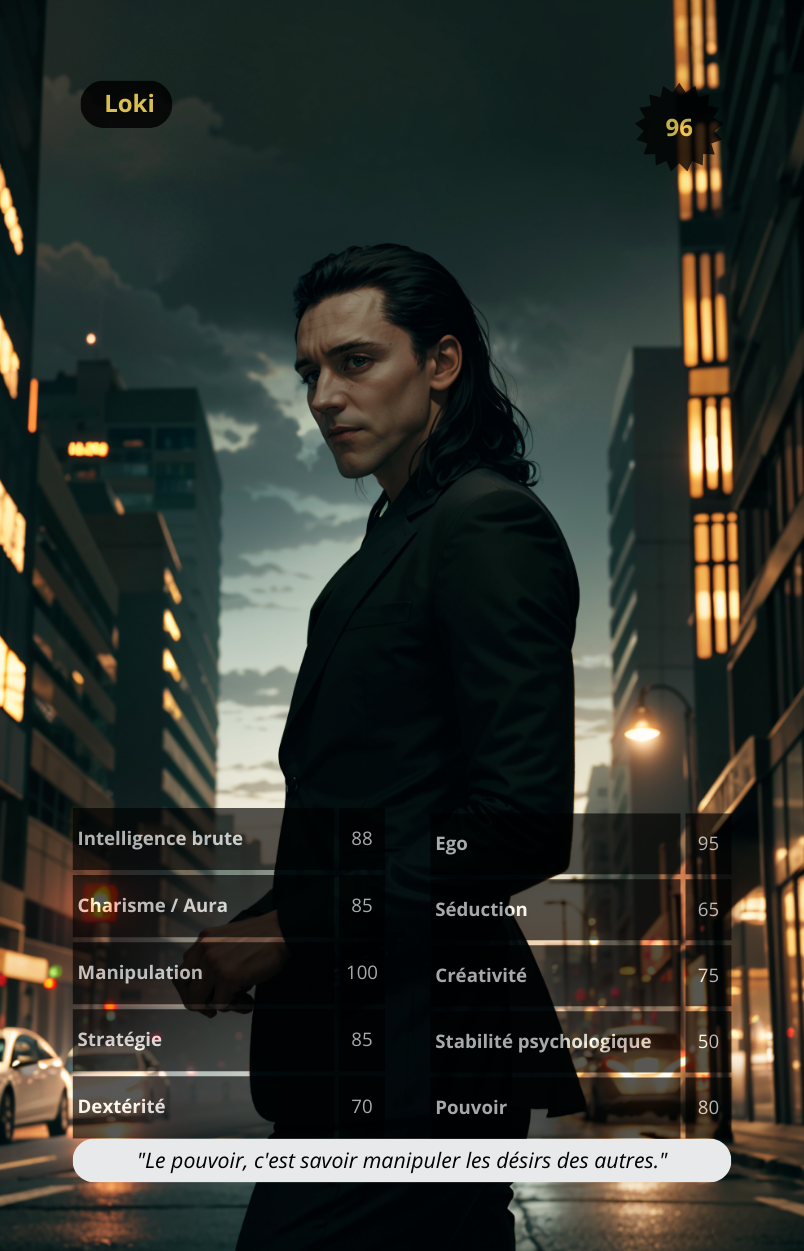 Loki
96
Intelligence brute 88
Charisme / Aura 85
Manipulation 100
Stratégie 85
Dextérité 70
Ego 95
Séduction 65
Créativité 75
Stabilité psychologique 50
Pouvoir 80
"Le pouvoir, c'est savoir manipuler les désirs des autres."